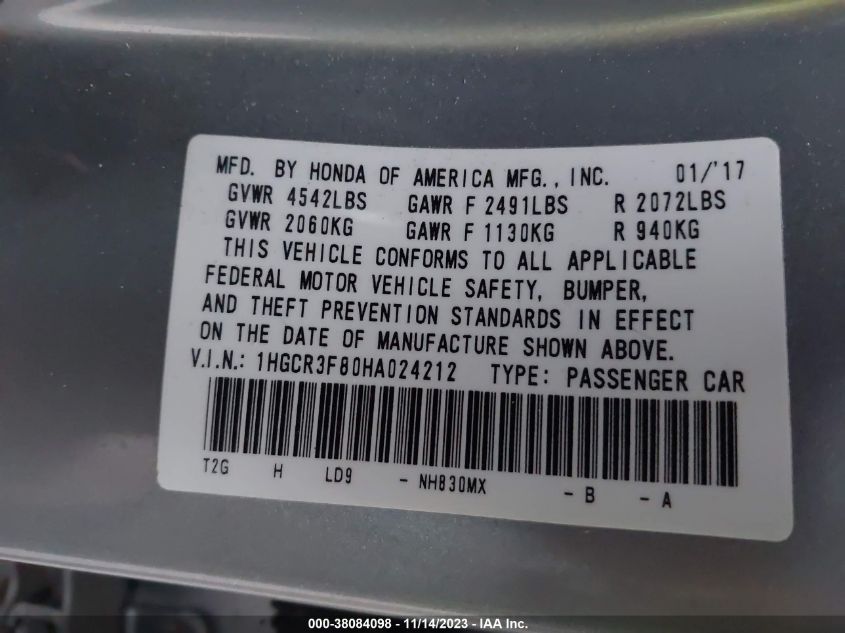 MFD. BY HONDA OF AMERICA MFG., INC. 01/'17
GVWR 4542LBS GAWR F 2491LBS R 2072LBS
GVWR 2060KG GAWR F 1130KG R 940KG
THIS VEHICLE CONFORMS TO ALL APPLICABLE
FEDERAL MOTOR VEHICLE SAFETY, BUMPER,
AND THEFT PREVENTION STANDARDS IN EFFECT
ON THE DATE OF MANUFACTURE SHOWN ABOVE.
V.I.N.: 1HGCR3F80HA024212 TYPE: PASSENGER CAR
T2G H LD9 - NH830MX - B - A
000-38084098 - 11/14/2023 - IAA Inc.